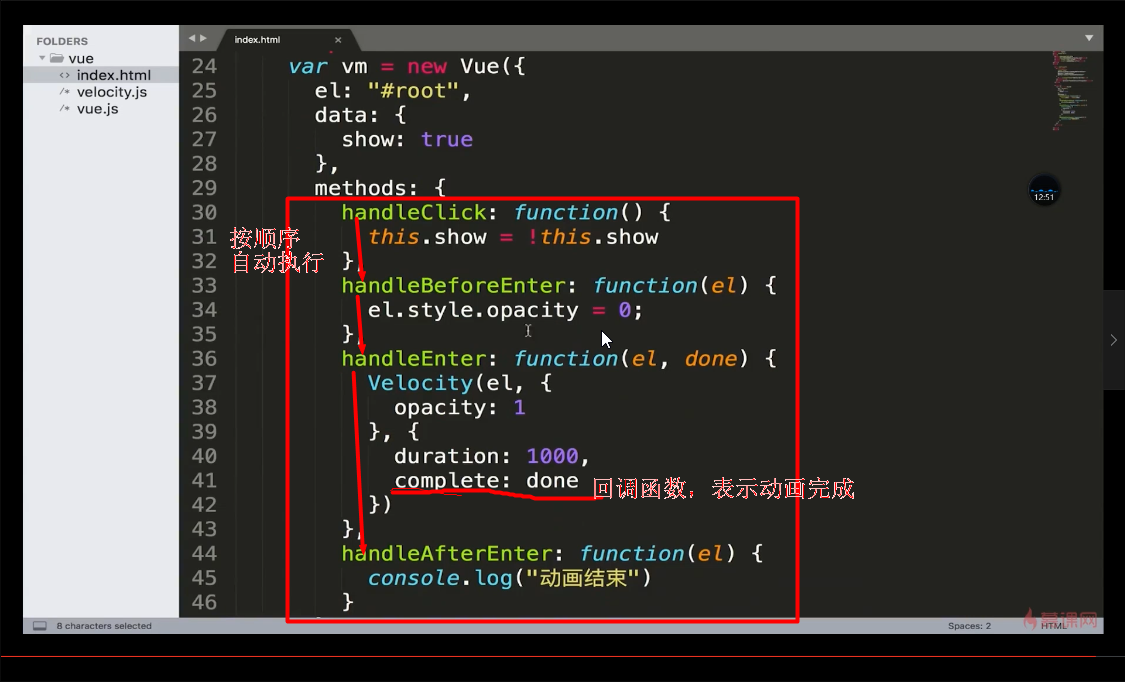 FOLDERS
vue
<> index.html
/* velocity.js
/* vue.js
index.html ×
24 var vm = new Vue({
25 el: "#root",
26 data: {
27 show: true
28 },
29 methods: {
30 handleClick: function() {
31 this.show = !this.show
32 },
33 handleBeforeEnter: function(el) {
34 el.style.opacity = 0;
35 },
36 handleEnter: function(el, done) {
37 Velocity(el, {
38 opacity: 1
39 }, {
40 duration: 1000,
41 complete: done
42 })
43 },
44 handleAfterEnter: function(el) {
45 console.log("动画结束")
46 }
按顺序
自动执行
回调函数，表示动画完成
12:51
8 characters selected
Spaces: 2
HTML
慕课网